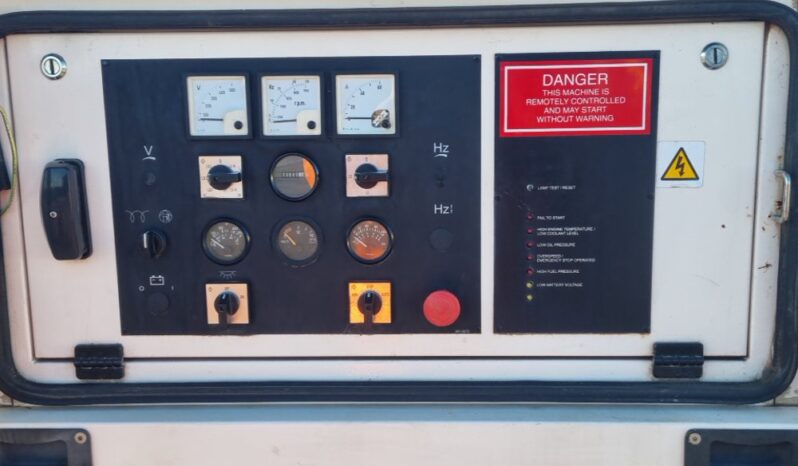 V
Hz
r.p.m.
A
DANGER
THIS MACHINE IS
REMOTELY CONTROLLED
AND MAY START
WITHOUT WARNING
V
Hz
Hz
LAMP TEST / RESET
FAIL TO START
HIGH ENGINE TEMPERATURE /
LOW COOLANT LEVEL
LOW OIL PRESSURE
OVERSPEED /
EMERGENCY STOP OPERATED
HIGH FUEL PRESSURE
LOW BATTERY VOLTAGE
O
I